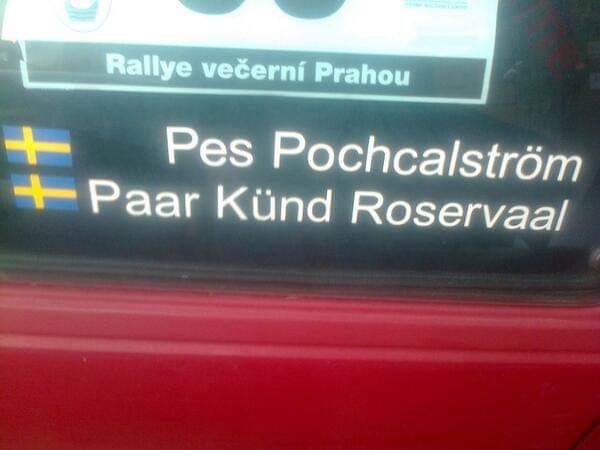 Rallye večerní Prahou
Pes Pochcalström
Paar Künd Roservaal